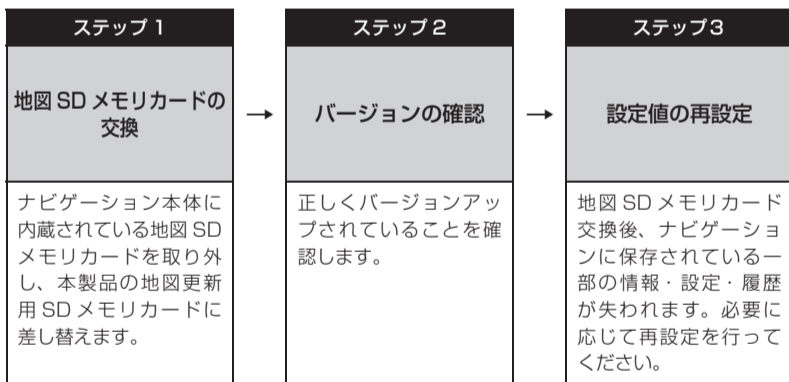 ステップ 1
地図 SD メモリカードの
交換
ナビゲーション本体に
内蔵されている地図 SD
メモリカードを取り外
し、本製品の地図更新
用 SD メモリカードに
差し替えます。
→
ステップ 2
バージョンの確認
正しくバージョンアッ
プされていることを確
認します。
→
ステップ 3
設定値の再設定
地図 SD メモリカード
交換後、ナビゲーショ
ンに保存されている一
部の情報・設定・履歴
が失われます。必要に
応じて再設定を行って
ください。